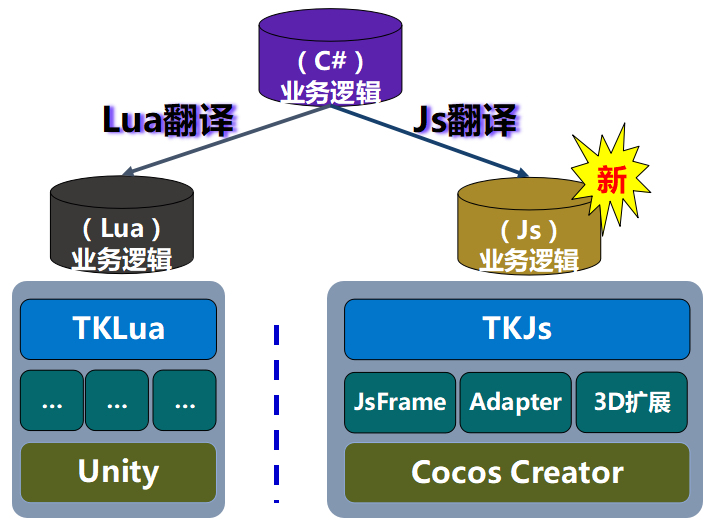 （C#）
业务逻辑
Lua翻译
Js翻译
新
（Lua）
业务逻辑
（Js）
业务逻辑
TKLua
TKJs
...
...
...
JsFrame
Adapter
3D扩展
Unity
Cocos Creator